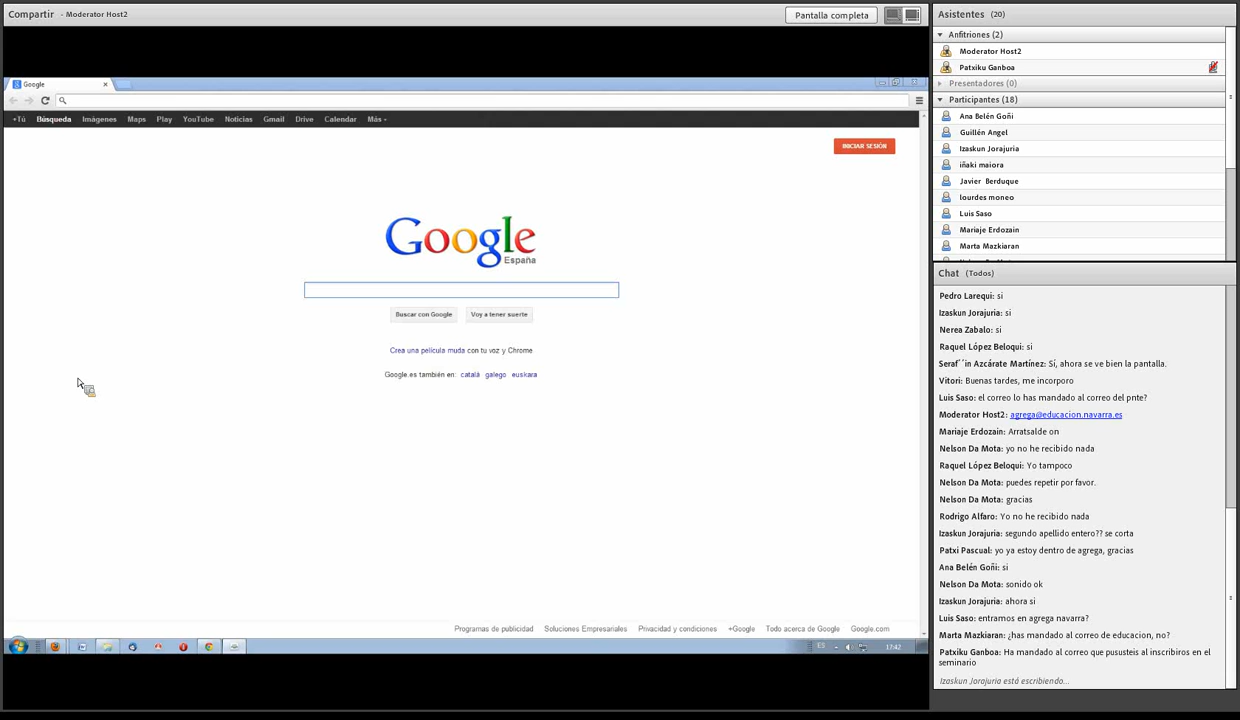 Compartir - Moderator Host2
Pantalla completa
Google
+Tú Búsqueda Imágenes Maps Play YouTube Noticias Gmail Drive Calendar Más
INICIAR SESIÓN
Google
España
Buscar con Google Voy a tener suerte
Crea una película muda con tu voz y Chrome
Google.es también en: català galego euskara
Programas de publicidad Soluciones Empresariales Privacidad y condiciones +Google Todo acerca de Google Google.com
ES 17:42
Asistentes (20)
Anfitriones (2)
Moderator Host2
Patxiku Ganboa
Presentadores (0)
Participantes (18)
Ana Belén Goñi
Guillén Angel
Izaskun Jorajuria
iñaki maiora
Javier Berduque
lourdes moneo
Luis Saso
Mariaje Erdozain
Marta Mazkiaran
Chat (Todos)
Pedro Larequi: si
Izaskun Jorajuria: si
Nerea Zabalo: si
Raquel López Beloqui: si
Seraf´´in Azcárate Martínez: Sí, ahora se ve bien la pantalla.
Vitori: Buenas tardes, me incorporo
Luis Saso: el correo lo has mandado al correo del pnte?
Moderator Host2: agrega@educacion.navarra.es
Mariaje Erdozain: Arratsalde on
Nelson Da Mota: yo no he recibido nada
Raquel López Beloqui: Yo tampoco
Nelson Da Mota: puedes repetir por favor.
Nelson Da Mota: gracias
Rodrigo Alfaro: Yo no he recibido nada
Izaskun Jorajuria: segundo apellido entero?? se corta
Patxi Pascual: yo ya estoy dentro de agrega, gracias
Ana Belén Goñi: si
Nelson Da Mota: sonido ok
Izaskun Jorajuria: ahora si
Luis Saso: entramos en agrega navarra?
Marta Mazkiaran: ¿has mandado al correo de educacion, no?
Patxiku Ganboa: Ha mandado al correo que pususteis al inscribiros en el
seminario
Izaskun Jorajuria está escribiendo...